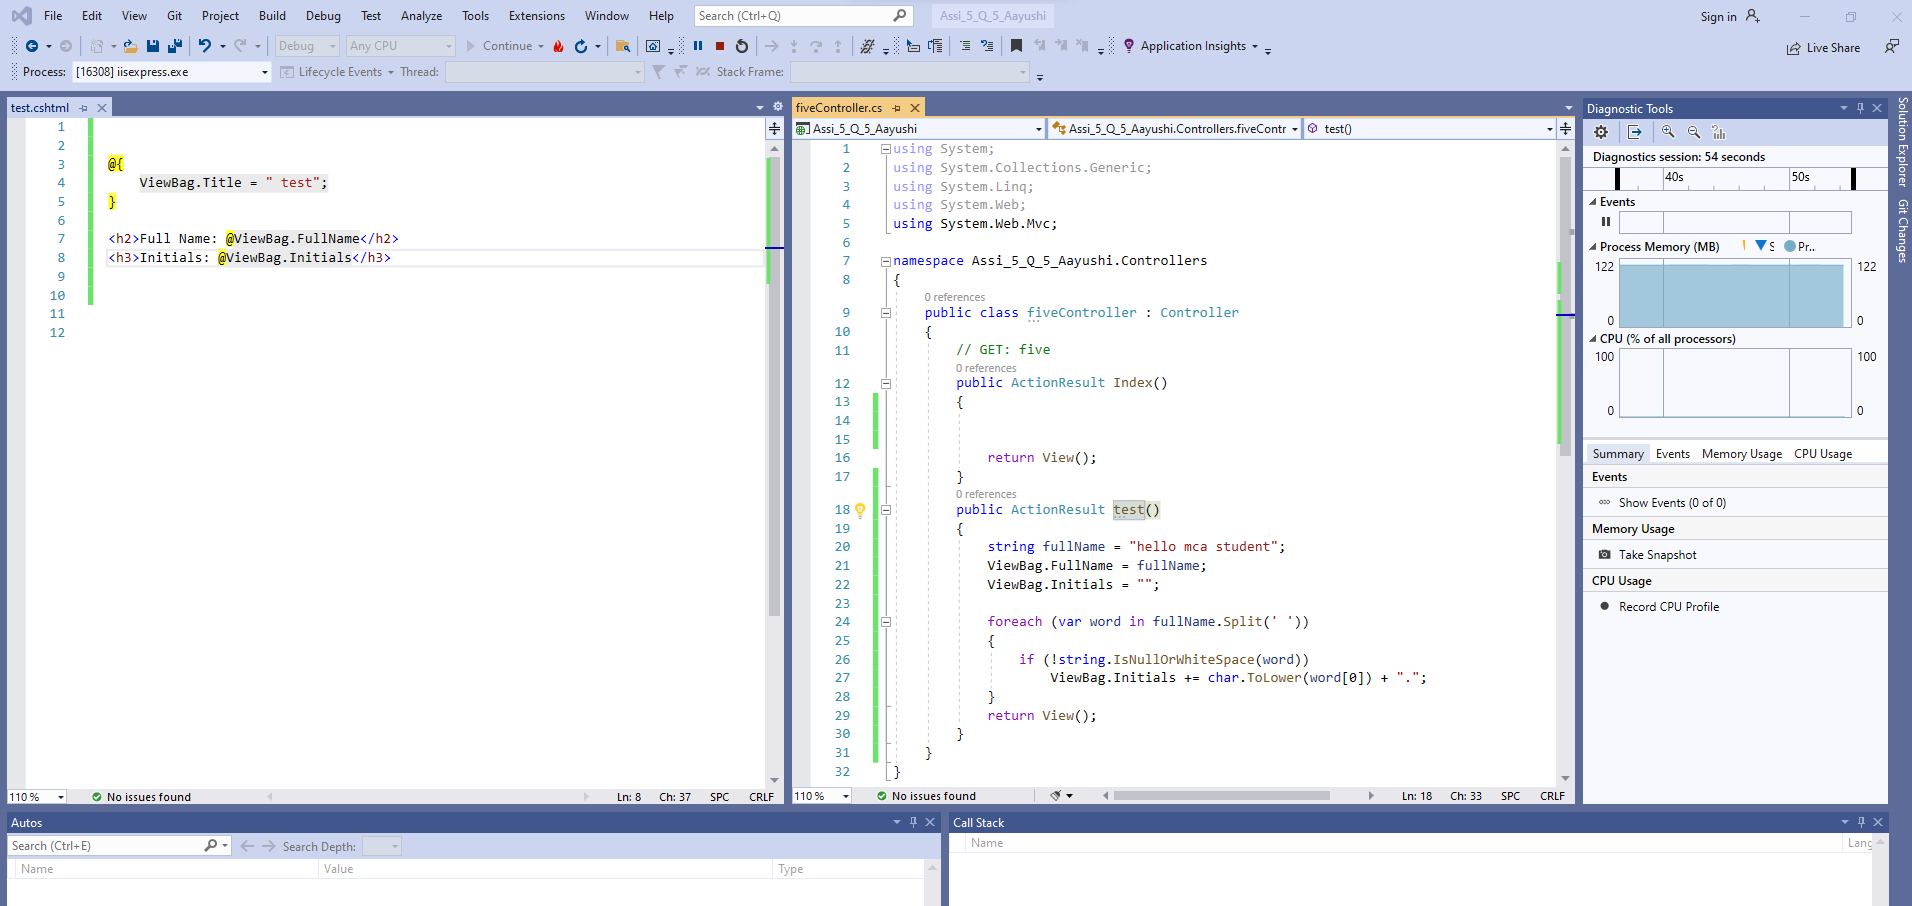 File Edit View Git Project Build Debug Test Analyze Tools Extensions Window Help Search (Ctrl+Q) Assi_5_Q_5_Aayushi Sign in
Debug Any CPU Continue Application Insights Live Share
Process: [16308] iisexpress.exe Lifecycle Events Thread: Stack Frame:
test.cshtml
1
2
3 @{
4 ViewBag.Title = " test";
5 }
6
7 <h2>Full Name: @ViewBag.FullName</h2>
8 <h3>Initials: @ViewBag.Initials</h3>
9
10
11
12
110 % No issues found Ln: 8 Ch: 37 SPC CRLF
fiveController.cs
Assi_5_Q_5_Aayushi Assi_5_Q_5_Aayushi.Controllers.fiveContr test()
1 using System;
2 using System.Collections.Generic;
3 using System.Linq;
4 using System.Web;
5 using System.Web.Mvc;
6
7 namespace Assi_5_Q_5_Aayushi.Controllers
8 {
0 references
9 public class fiveController : Controller
10 {
11 // GET: five
0 references
12 public ActionResult Index()
13 {
14
15
16 return View();
17 }
0 references
18 public ActionResult test()
19 {
20 string fullName = "hello mca student";
21 ViewBag.FullName = fullName;
22 ViewBag.Initials = "";
23
24 foreach (var word in fullName.Split(' '))
25 {
26 if (!string.IsNullOrWhiteSpace(word))
27 ViewBag.Initials += char.ToLower(word[0]) + ".";
28 }
29 return View();
30 }
31 }
32 }
110 % No issues found Ln: 18 Ch: 33 SPC CRLF
Diagnostic Tools
Diagnostics session: 54 seconds
40s 50s
Events
Process Memory (MB) S Pr..
122 122
0 0
CPU (% of all processors)
100 100
0 0
Summary Events Memory Usage CPU Usage
Events
Show Events (0 of 0)
Memory Usage
Take Snapshot
CPU Usage
Record CPU Profile
Solution Explorer
Git Changes
Autos
Search (Ctrl+E) Search Depth:
Name Value Type
Call Stack
Name Lang